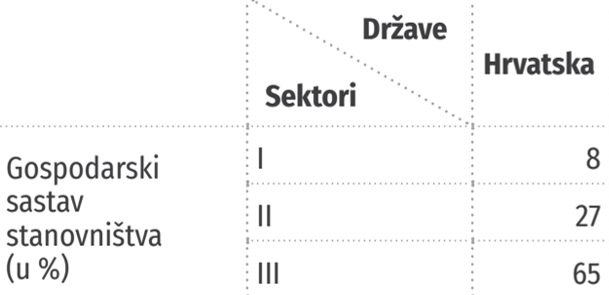 Države
Hrvatska
Sektori
Gospodarski
sastav
stanovništva
(u %)
I 8
II 27
III 65